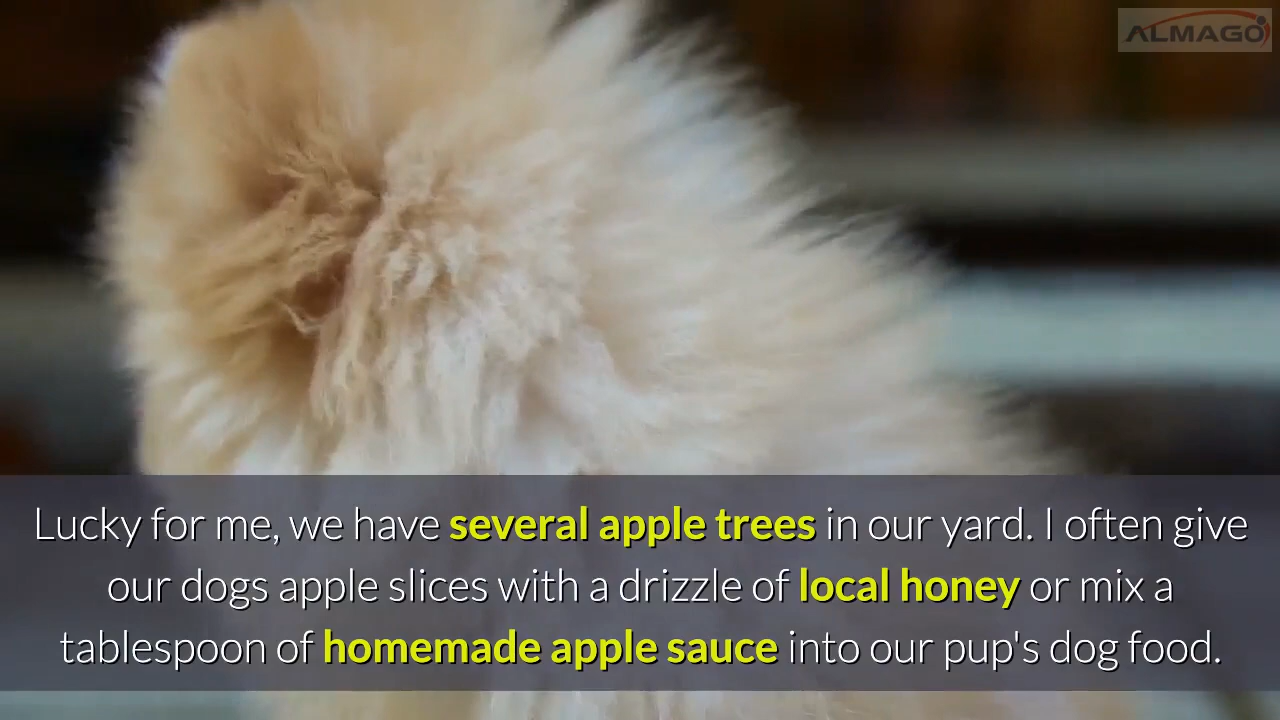 ALMAGO
Lucky for me, we have several apple trees in our yard. I often give
our dogs apple slices with a drizzle of local honey or mix a
tablespoon of homemade apple sauce into our pup's dog food.